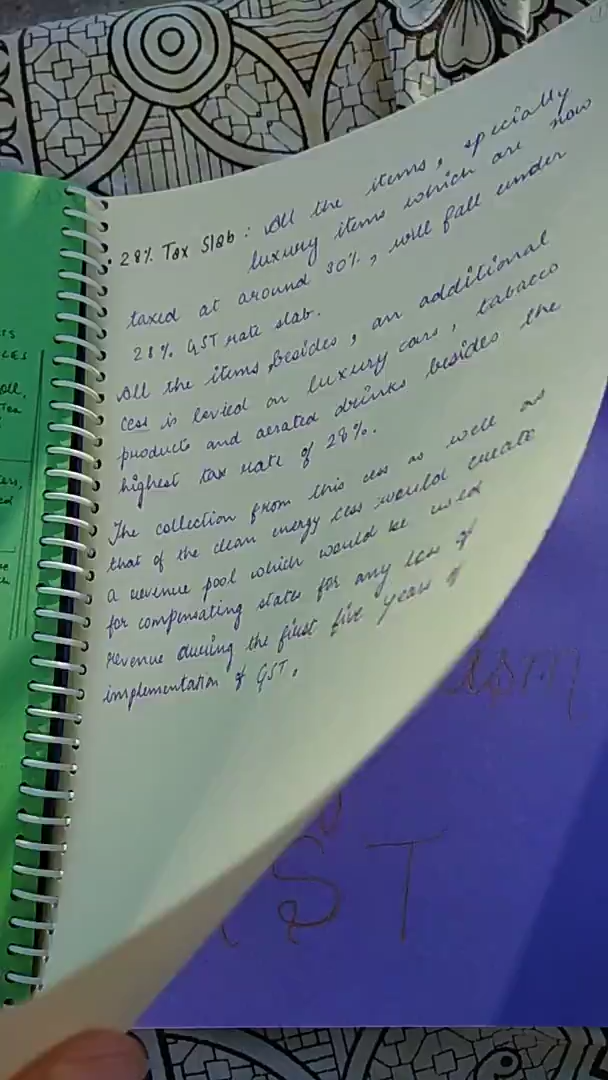 28% Tax Slab : All the items, specially
luxury items which are now
taxed at around 30%, will fall under
28% GST rate slab.
All the items, besides, an additional
cess is levied on luxury cars, tabacco
products and aerated drinks besides the
highest tax rate of 28%.
The collection from this cess as well as
that of the clean energy cess would create
a revenue pool which would be used
for compensating states for any loss of
Revenue during the first five years of
implementation of GST.
ST